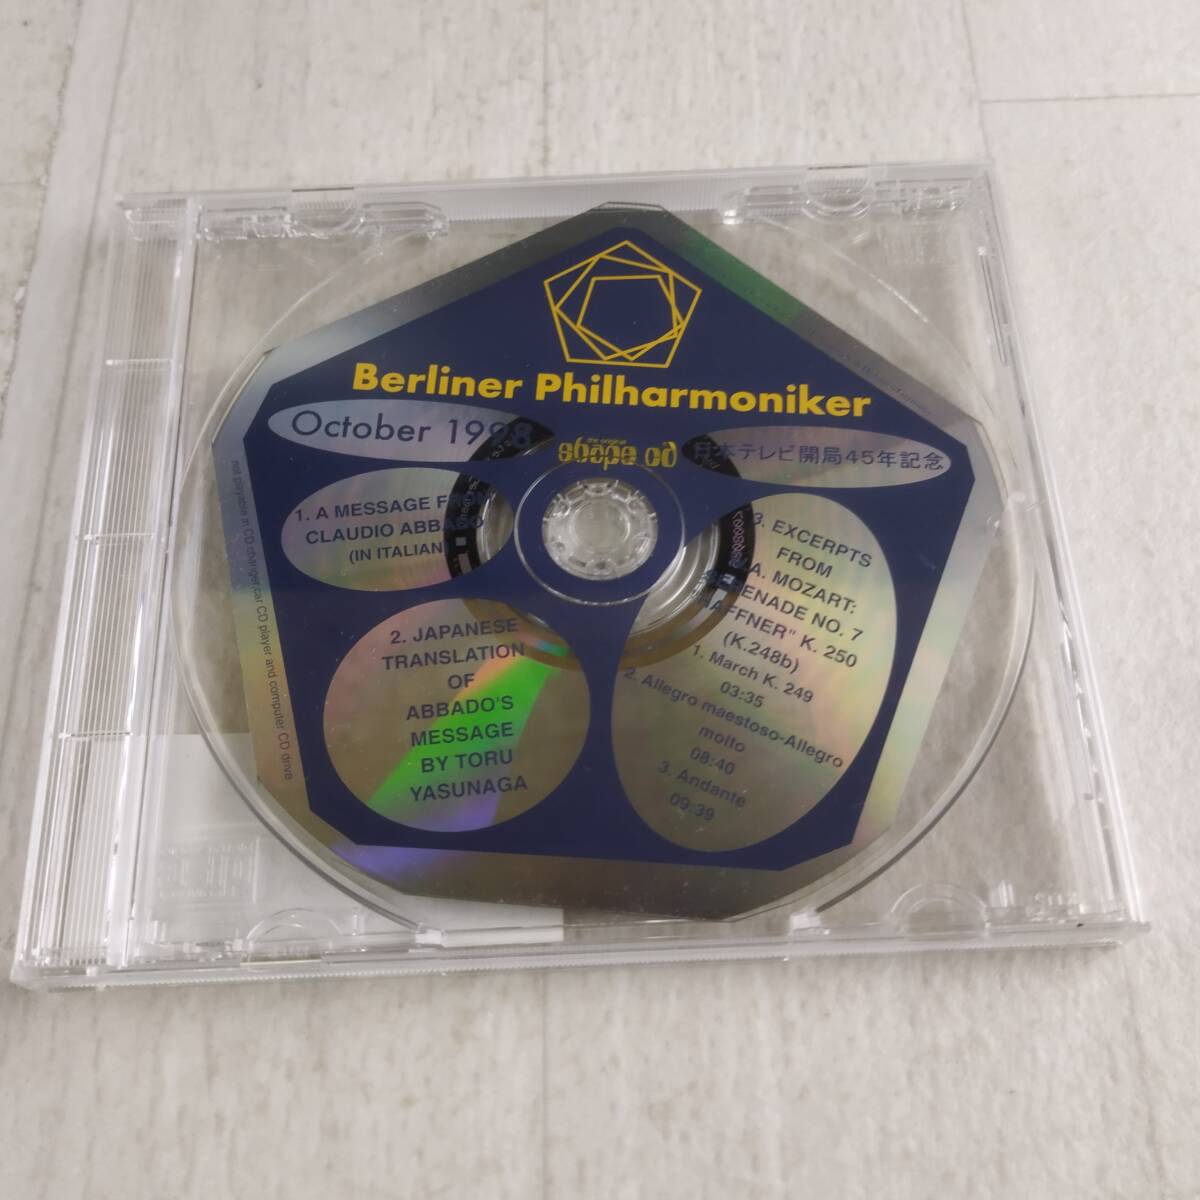 Berliner Philharmoniker
October 1998
the original
shape cd
日本テレビ開局45年記念
1. A MESSAGE FROM
CLAUDIO ABBADO
(IN ITALIAN)
2. JAPANESE
TRANSLATION
OF
ABBADO'S
MESSAGE
BY TORU
YASUNAGA
3. EXCERPTS
FROM
A. MOZART:
SERENADE NO. 7
"HAFFNER" K. 250
(K.248b)
1. March K. 249
03:35
2. Allegro maestoso-Allegro
molto
08:40
3. Andante
09:39
not playable in CD changer, car CD player and computer CD drive